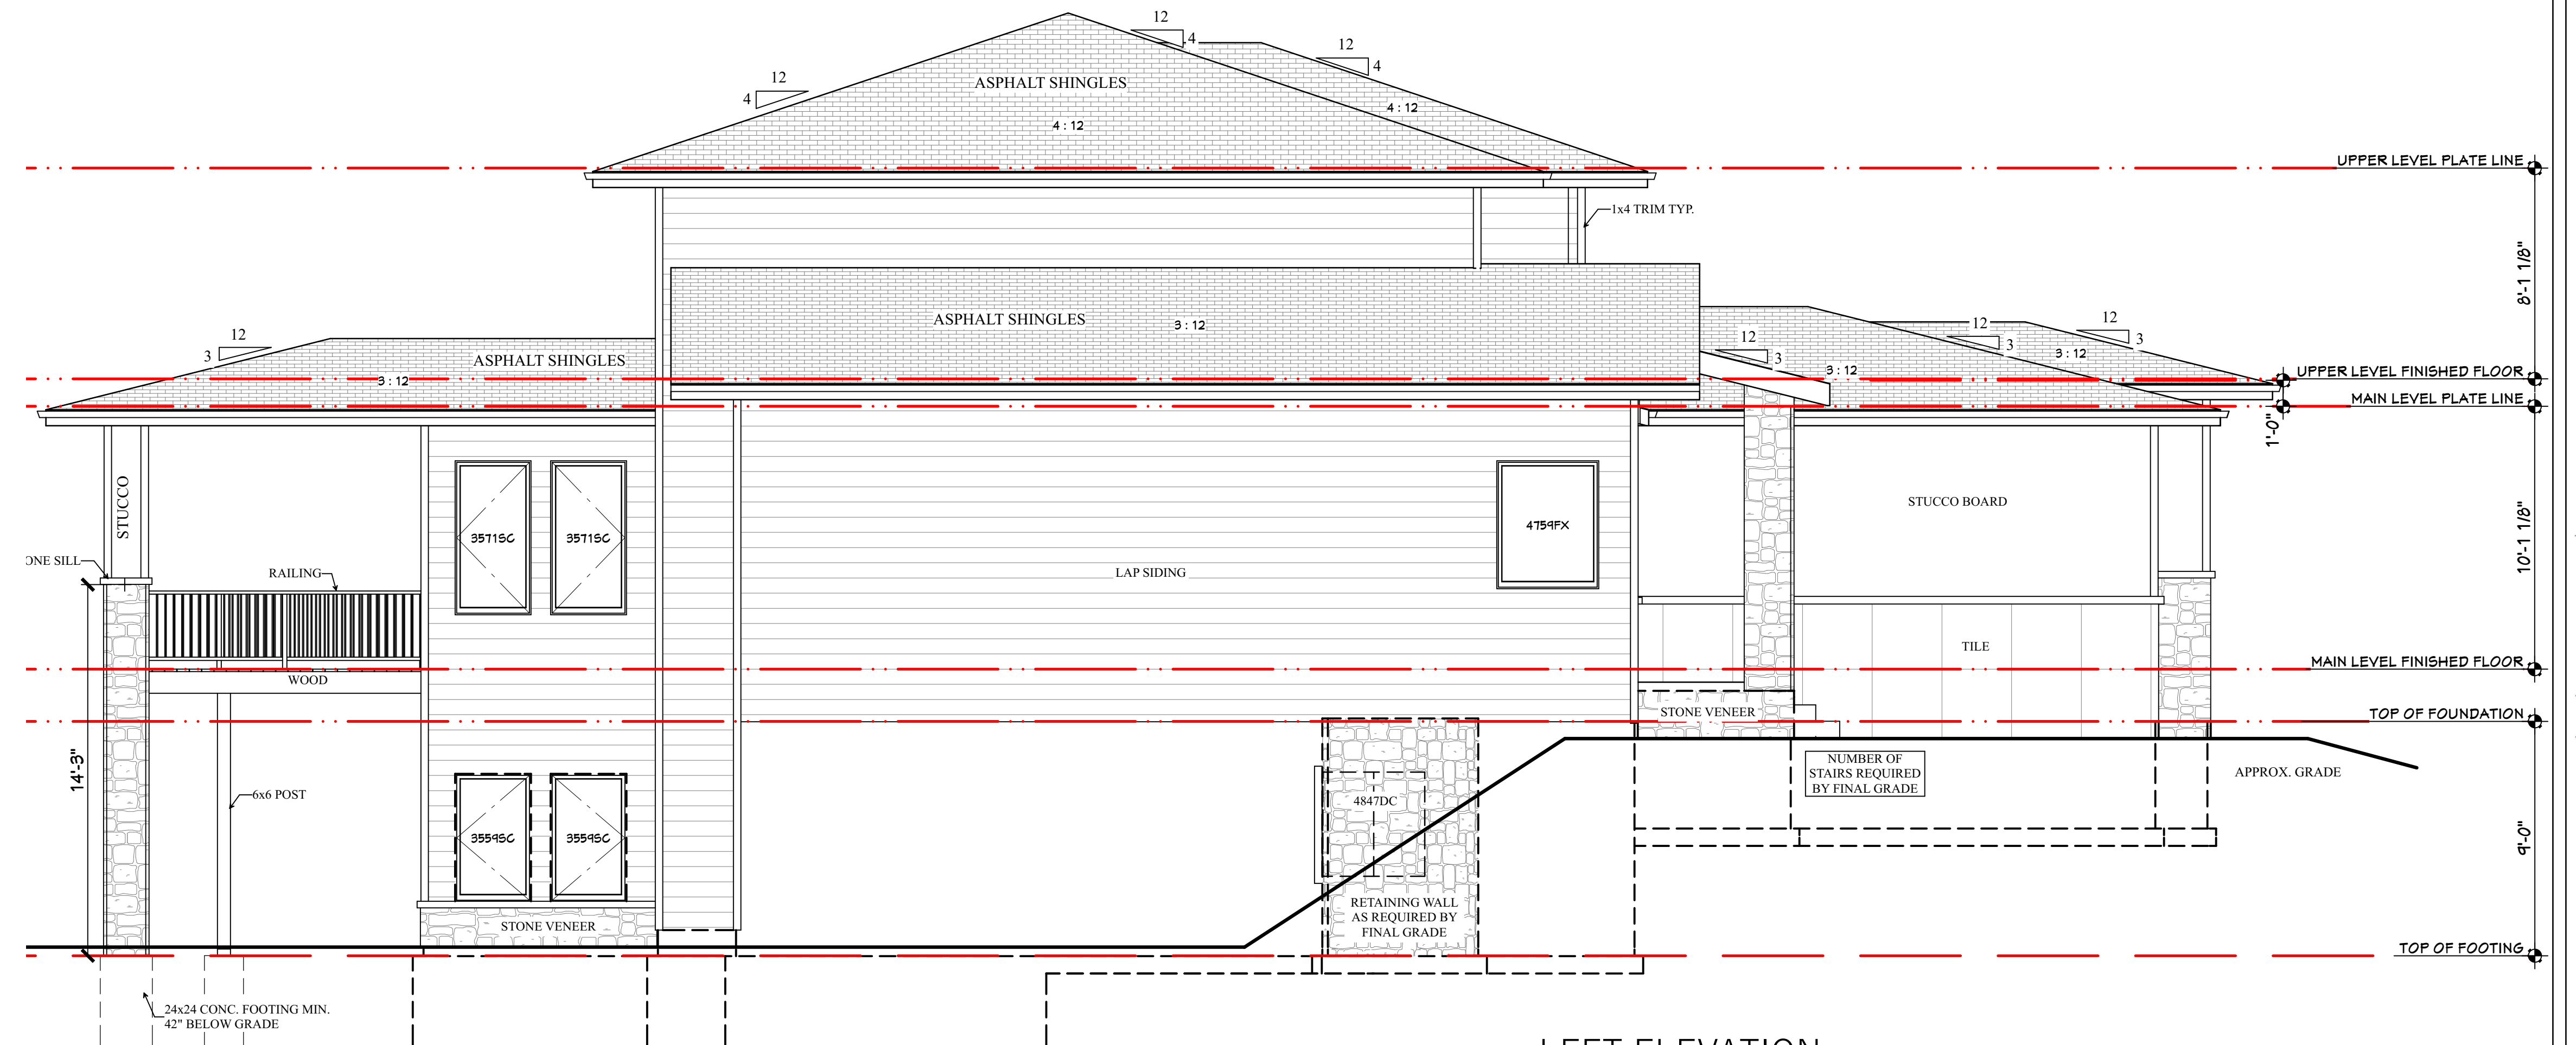 12
4
12
4
12
4
ASPHALT SHINGLES
4 : 12
4 : 12
UPPER LEVEL PLATE LINE
1x4 TRIM TYP.
8'-1 1/8"
ASPHALT SHINGLES
3 : 12
12
3
ASPHALT SHINGLES
3 : 12
12
3
3 : 12
12
3
12
3
3 : 12
UPPER LEVEL FINISHED FLOOR
MAIN LEVEL PLATE LINE
1'-0"
STUCCO
3571SC
3571SC
4759FX
STUCCO BOARD
10'-1 1/8"
ONE SILL
RAILING
LAP SIDING
TILE
WOOD
MAIN LEVEL FINISHED FLOOR
STONE VENEER
TOP OF FOUNDATION
14'-3"
6x6 POST
3559SC
3559SC
4847DC
NUMBER OF
STAIRS REQUIRED
BY FINAL GRADE
APPROX. GRADE
9'-0"
STONE VENEER
RETAINING WALL
AS REQUIRED BY
FINAL GRADE
TOP OF FOOTING
24x24 CONC. FOOTING MIN.
42" BELOW GRADE
LEFT ELEVATION